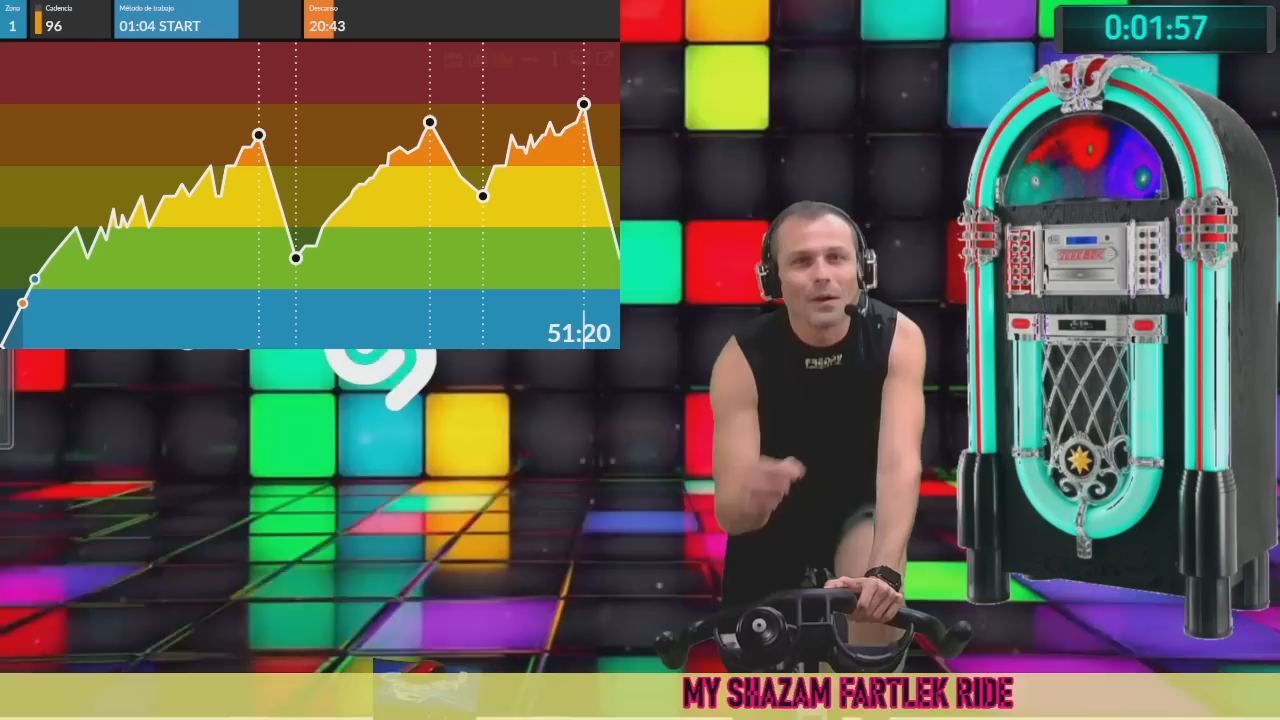 Zona
1
Cadencia
96
Método de trabajo
01:04 START
Descanso
20:43
0:01:57
51:20
FREDDY
MY SHAZAM FARTLEK RIDE